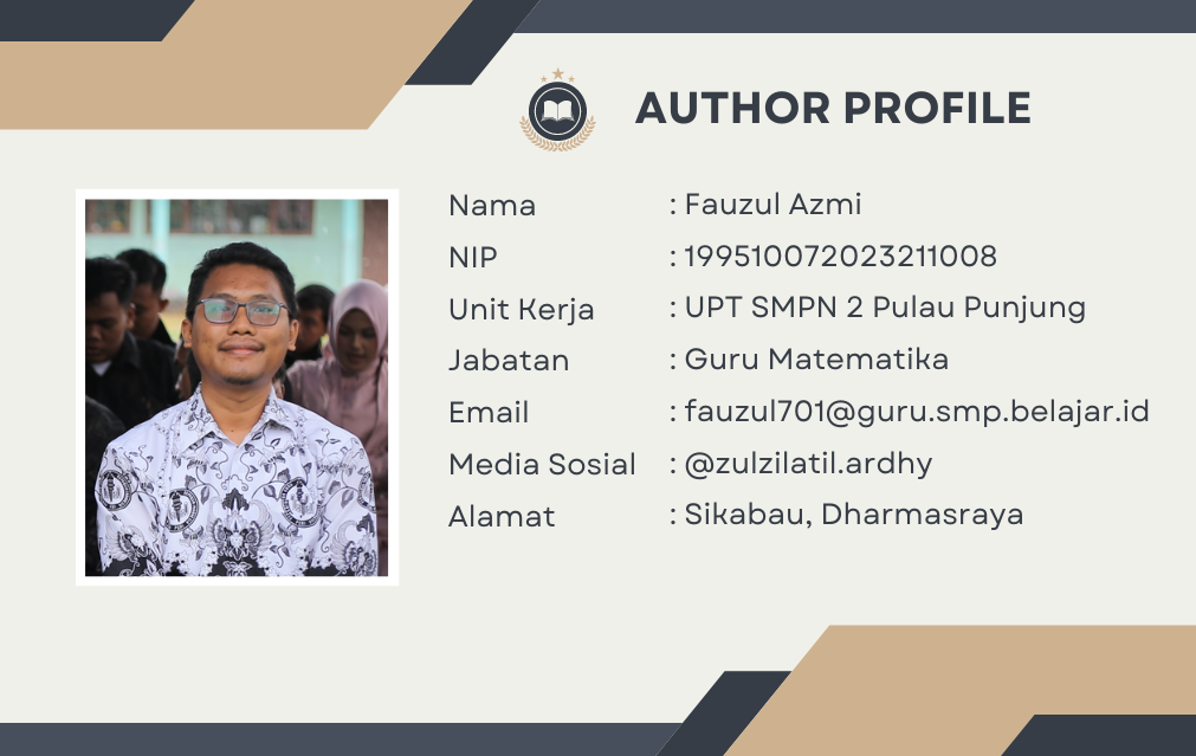 AUTHOR PROFILE
Nama : Fauzul Azmi
NIP : 199510072023211008
Unit Kerja : UPT SMPN 2 Pulau Punjung
Jabatan : Guru Matematika
Email : fauzul701@guru.smp.belajar.id
Media Sosial : @zulzilatil.ardhy
Alamat : Sikabau, Dharmasraya